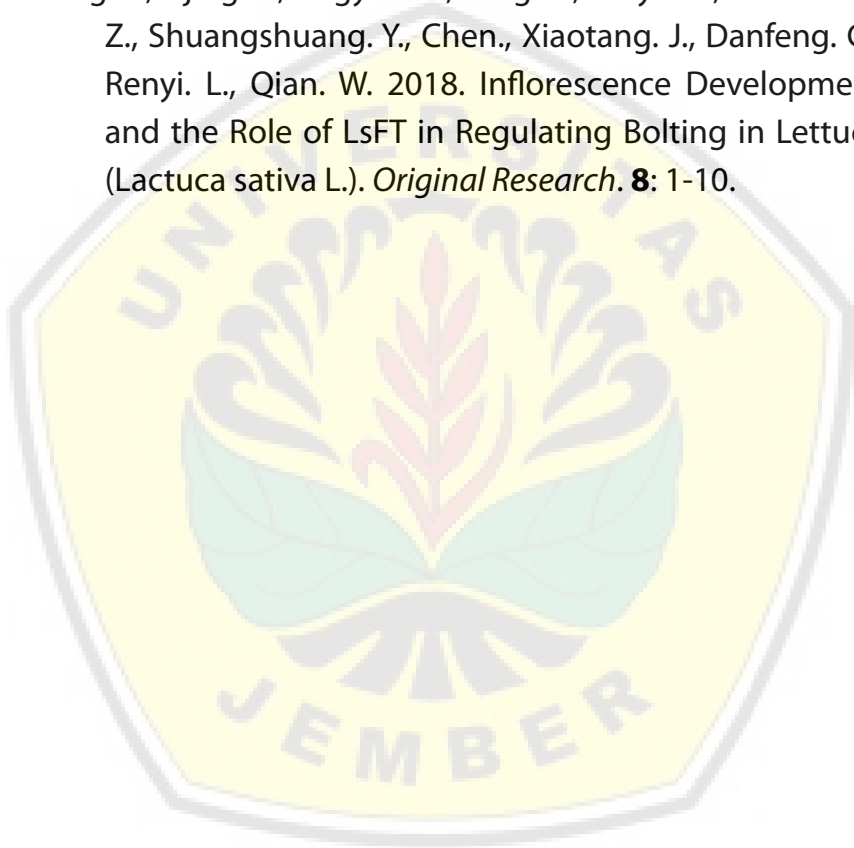 Z., Shuangshuang. Y., Chen., Xiaotang. J., Danfeng.
Renyi. L., Qian. W. 2018. Inflorescence Developme
and the Role of LsFT in Regulating Bolting in Lettu
(Lactuca sativa L.). Original Research. 8: 1-10.
UNIVERSITAS
JEMBER